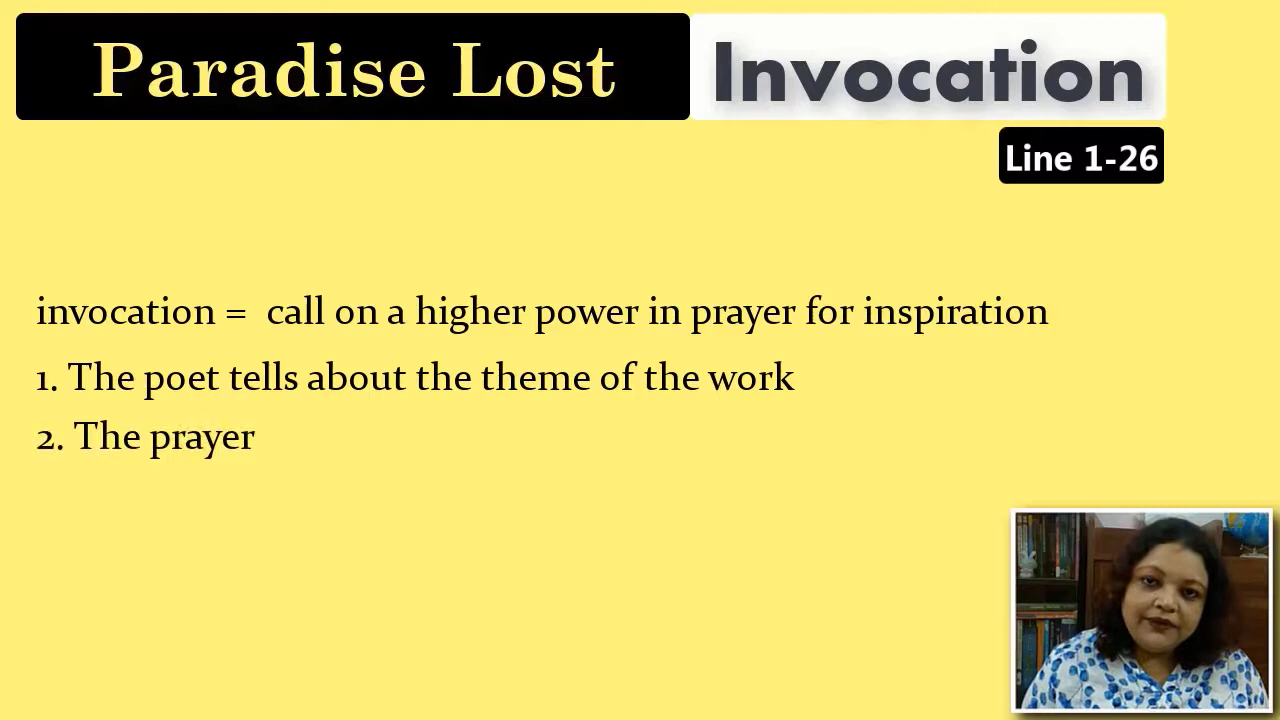 Paradise Lost Invocation
Line 1-26
invocation = call on a higher power in prayer for inspiration
1. The poet tells about the theme of the work
2. The prayer